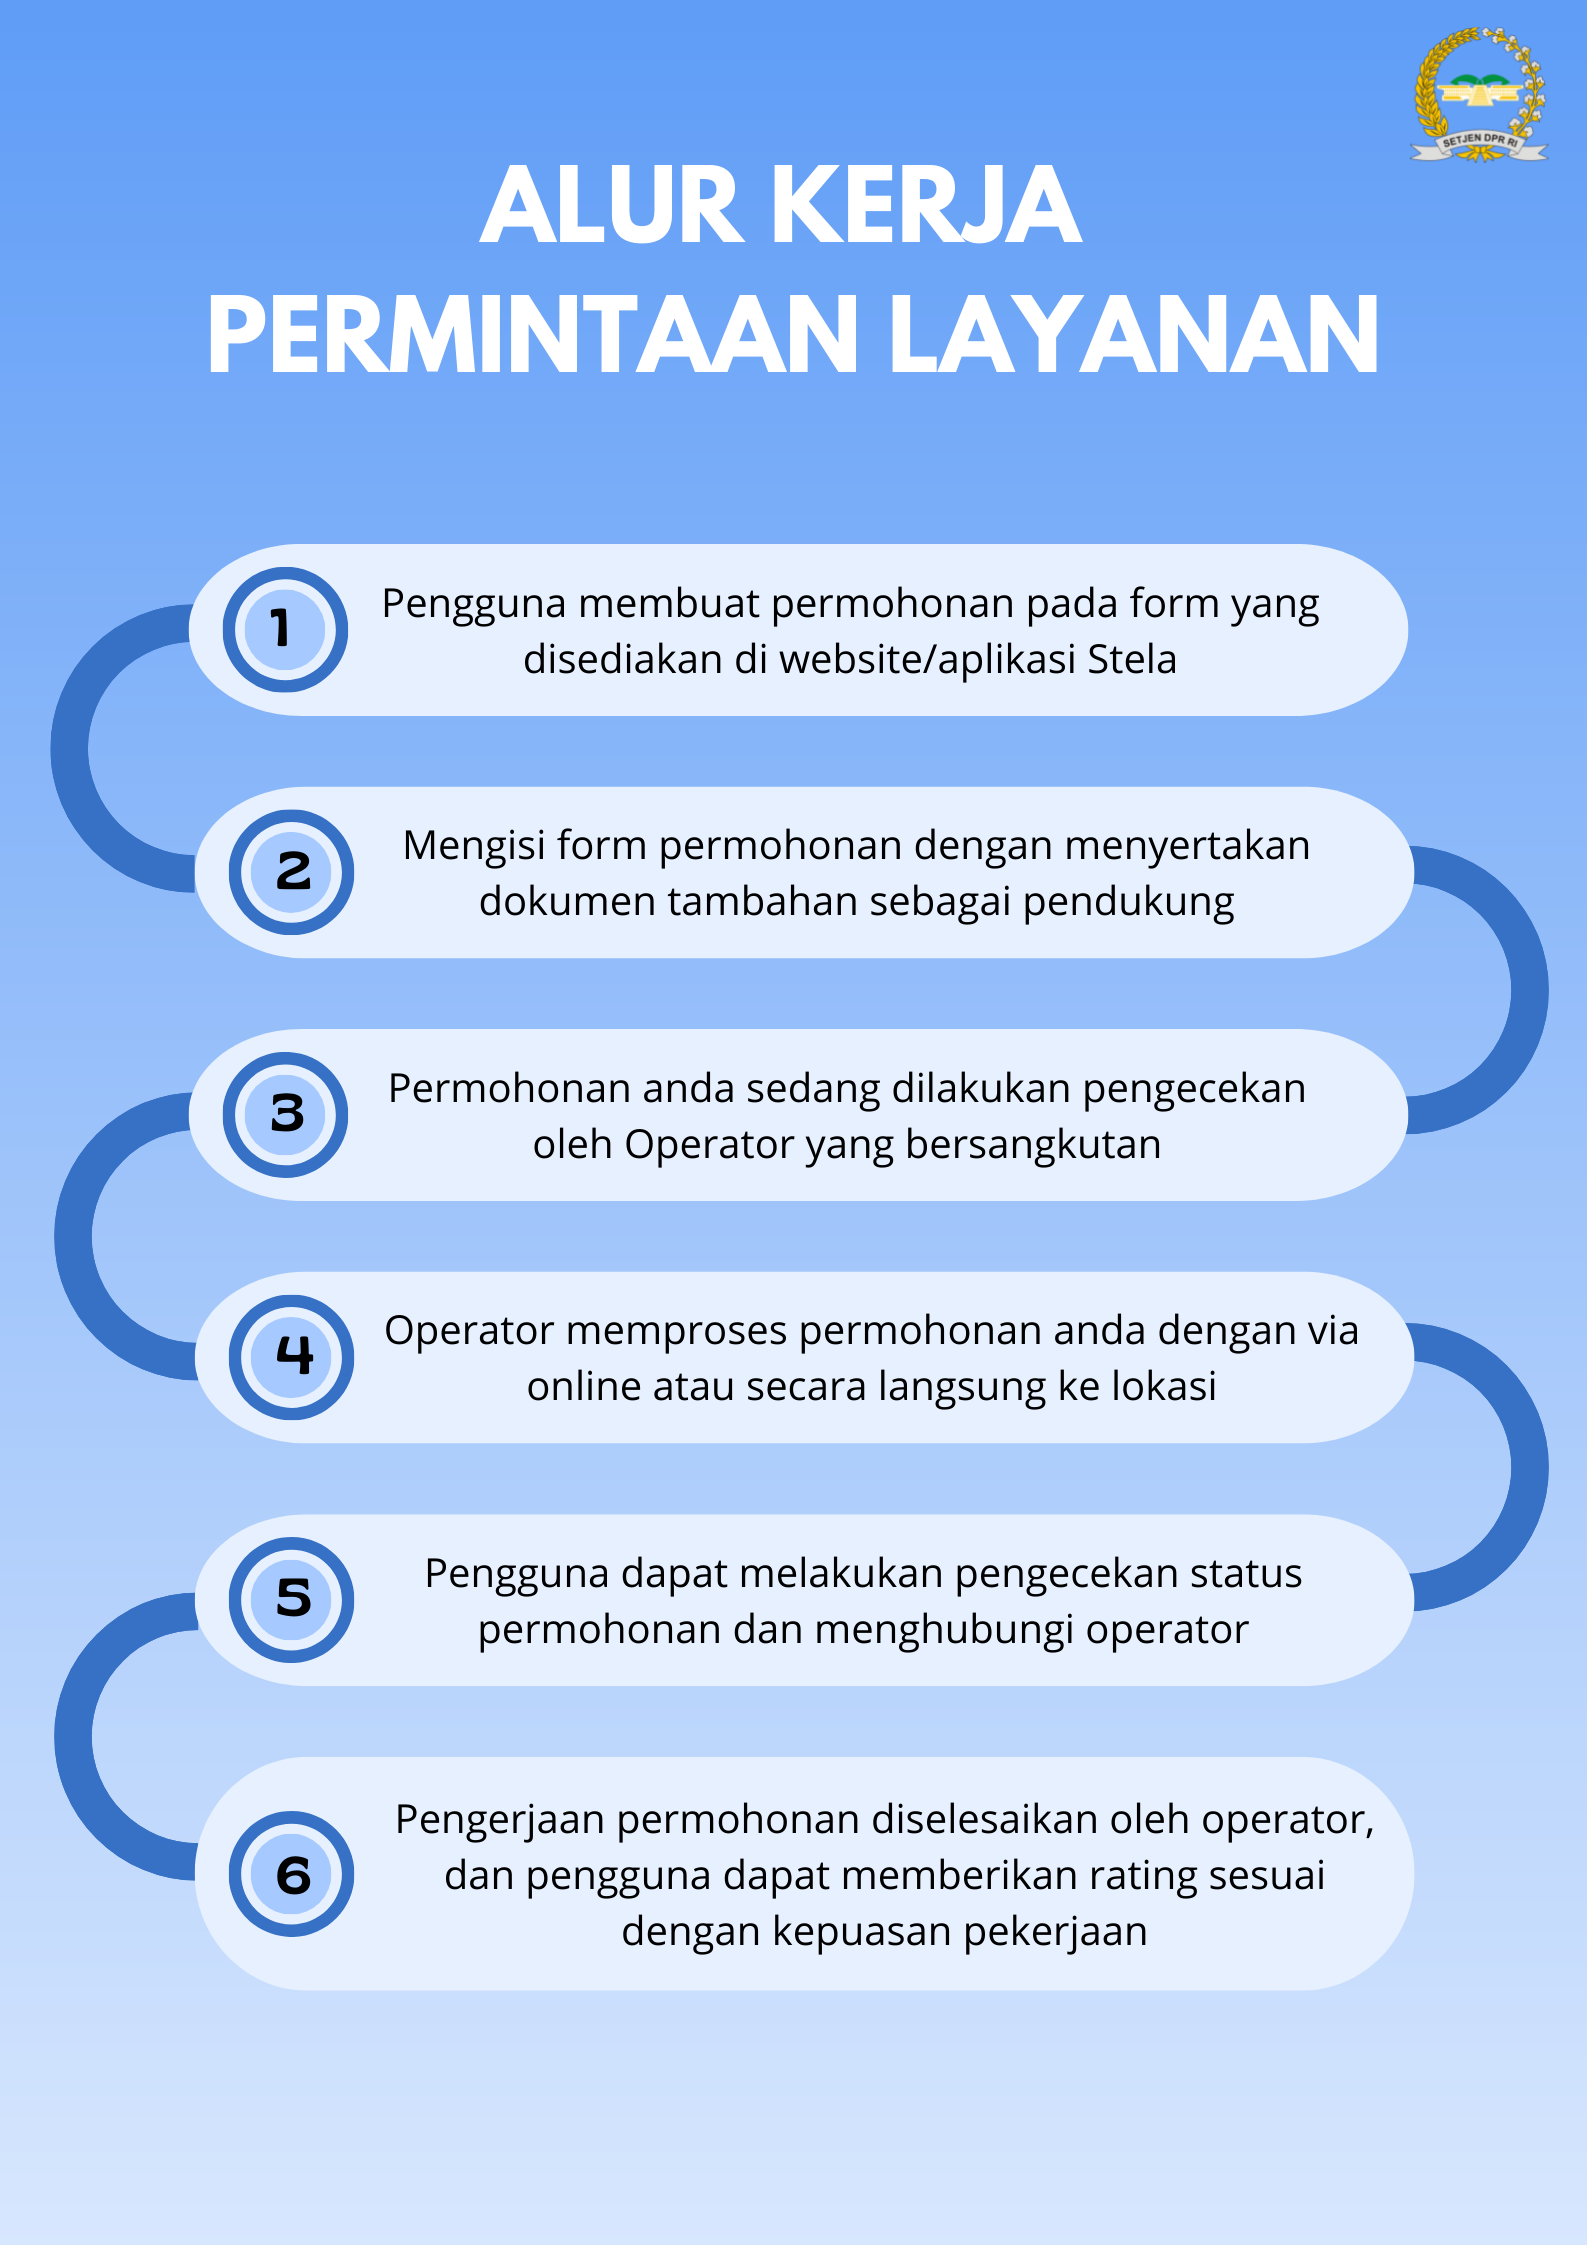 SETJEN DPR RI
ALUR KERJA
PERMINTAAN LAYANAN
1
Pengguna membuat permohonan pada form yang
disediakan di website/aplikasi Stela
2
Mengisi form permohonan dengan menyertakan
dokumen tambahan sebagai pendukung
3
Permohonan anda sedang dilakukan pengecekan
oleh Operator yang bersangkutan
4
Operator memproses permohonan anda dengan via
online atau secara langsung ke lokasi
5
Pengguna dapat melakukan pengecekan status
permohonan dan menghubungi operator
6
Pengerjaan permohonan diselesaikan oleh operator,
dan pengguna dapat memberikan rating sesuai
dengan kepuasan pekerjaan